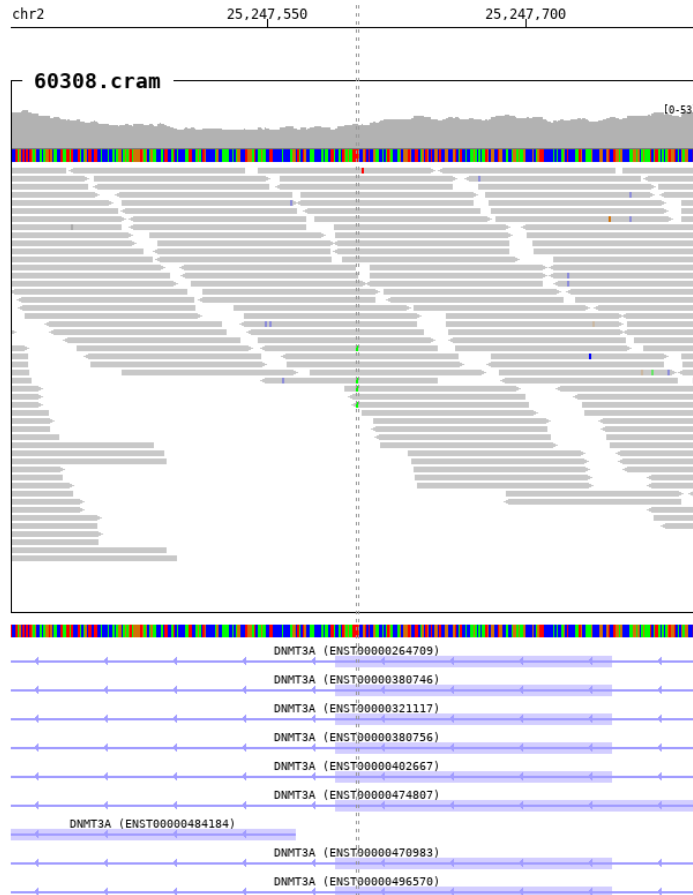 chr2 25,247,550 25,247,700
60308.cram
[0-53
DNMT3A (ENST00000264709)
DNMT3A (ENST00000380746)
DNMT3A (ENST00000321117)
DNMT3A (ENST00000380756)
DNMT3A (ENST00000402667)
DNMT3A (ENST00000474807)
DNMT3A (ENST00000484184)
DNMT3A (ENST00000470983)
DNMT3A (ENST00000496570)